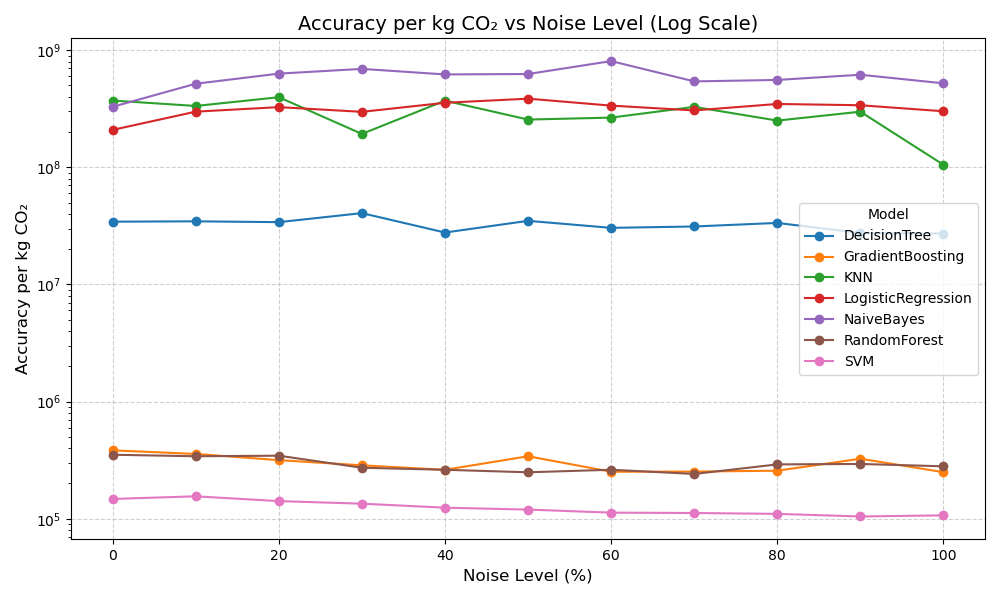 Accuracy per kg CO₂ vs Noise Level (Log Scale)
Accuracy per kg CO₂
10⁹
10⁸
10⁷
10⁶
10⁵
Model
DecisionTree
GradientBoosting
KNN
LogisticRegression
NaiveBayes
RandomForest
SVM
0 20 40 60 80 100
Noise Level (%)